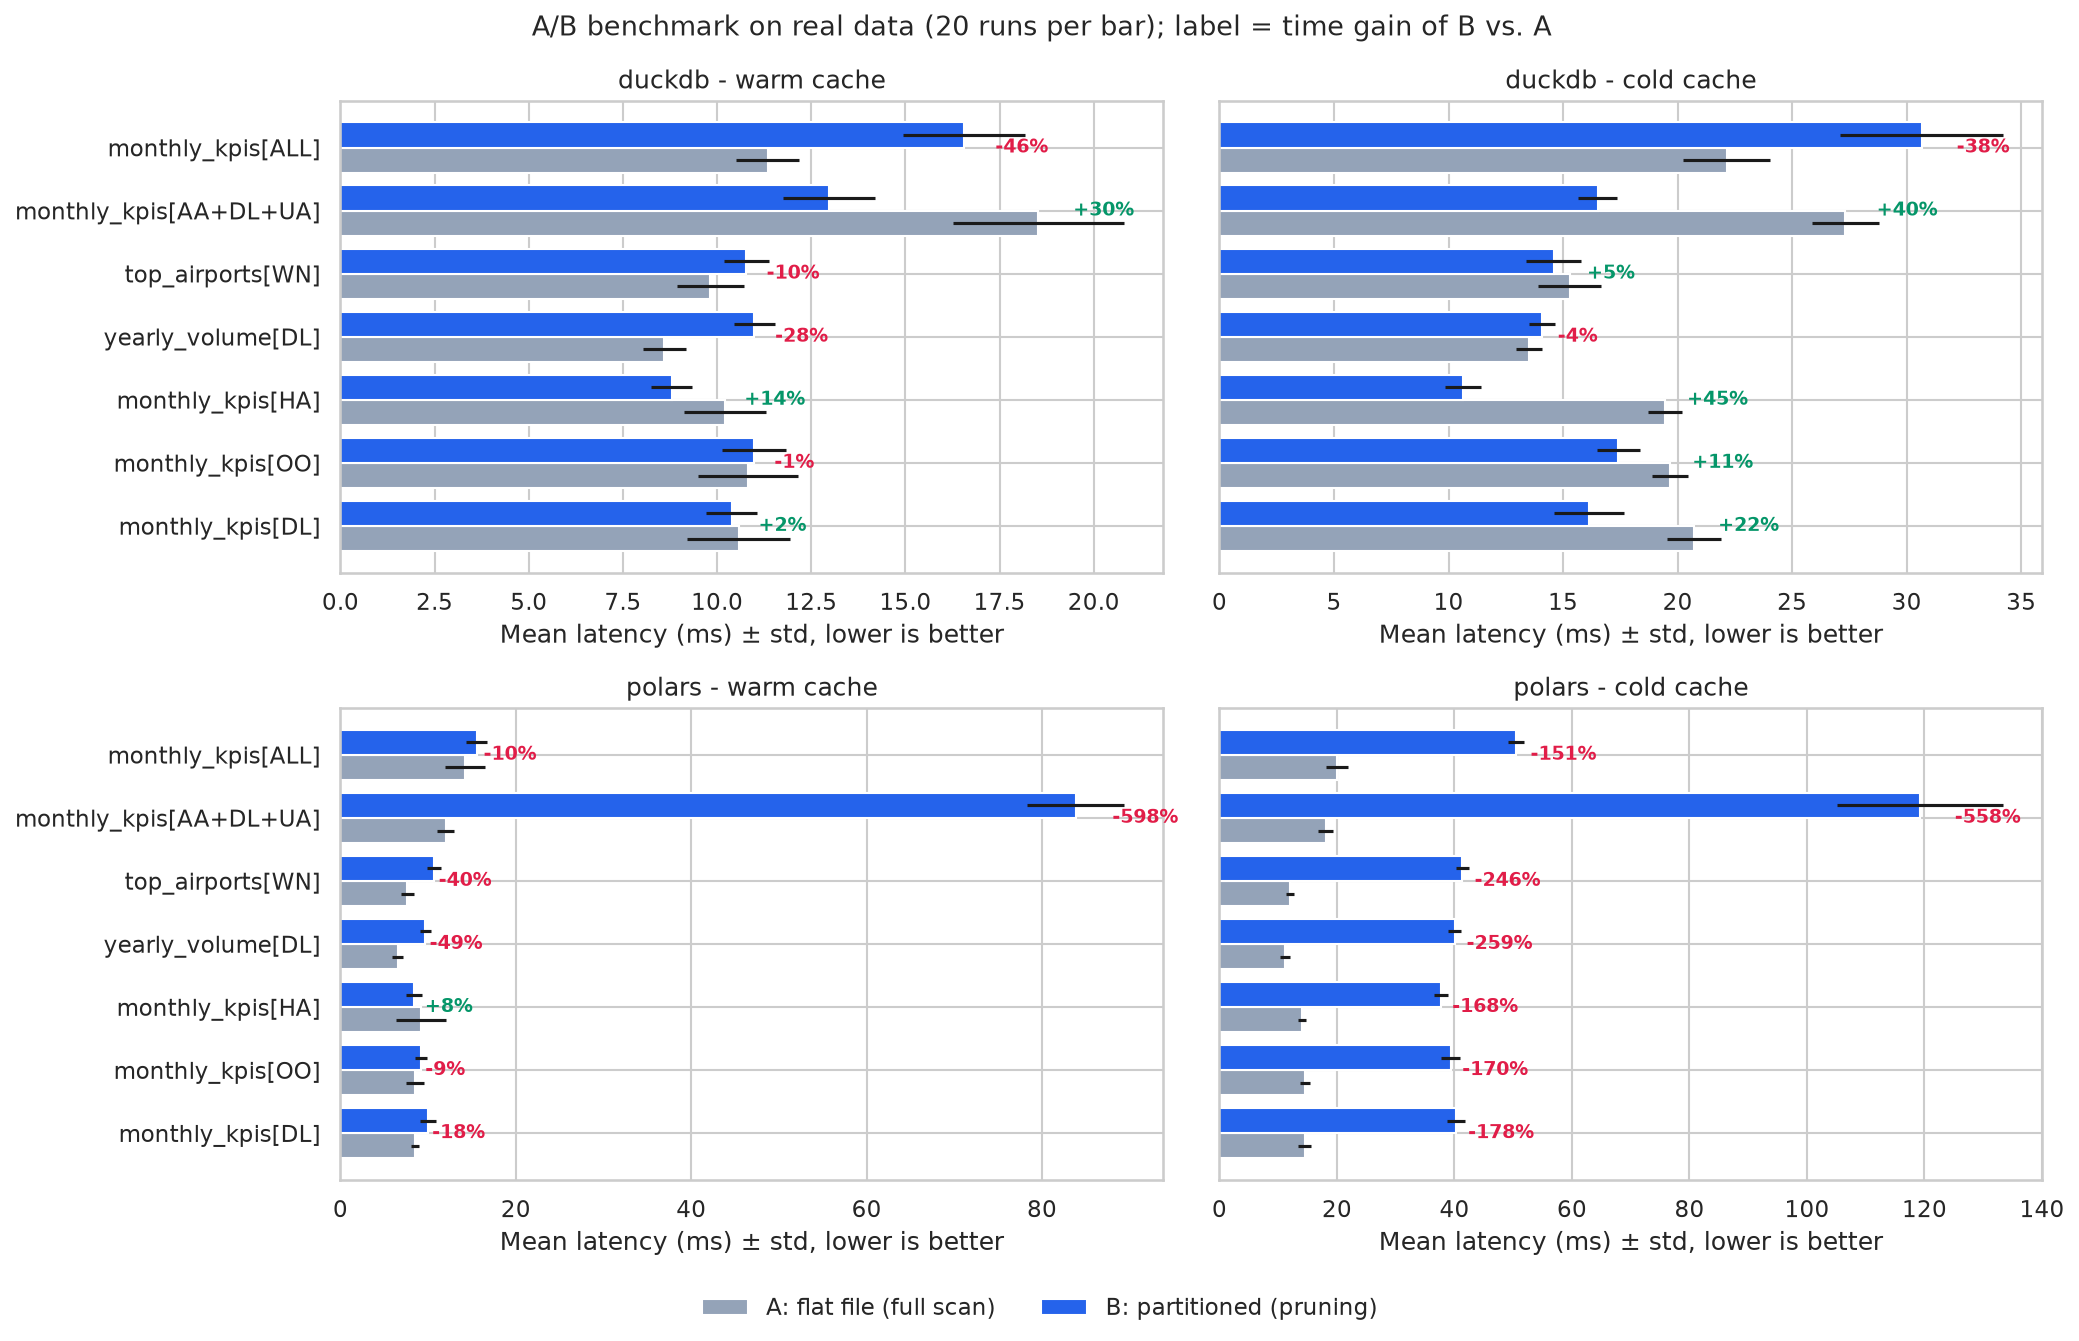 A/B benchmark on real data (20 runs per bar); label = time gain of B vs. A
duckdb - warm cache
monthly_kpis[ALL]
-46%
monthly_kpis[AA+DL+UA]
+30%
top_airports[WN]
-10%
yearly_volume[DL]
-28%
monthly_kpis[HA]
+14%
monthly_kpis[OO]
-1%
monthly_kpis[DL]
+2%
0.0 2.5 5.0 7.5 10.0 12.5 15.0 17.5 20.0
Mean latency (ms) ± std, lower is better
duckdb - cold cache
-38%
+40%
+5%
-4%
+45%
+11%
+22%
0 5 10 15 20 25 30 35
Mean latency (ms) ± std, lower is better
polars - warm cache
monthly_kpis[ALL]
-10%
monthly_kpis[AA+DL+UA]
-598%
top_airports[WN]
-40%
yearly_volume[DL]
-49%
monthly_kpis[HA]
+8%
monthly_kpis[OO]
-9%
monthly_kpis[DL]
-18%
0 20 40 60 80
Mean latency (ms) ± std, lower is better
polars - cold cache
-151%
-558%
-246%
-259%
-168%
-170%
-178%
0 20 40 60 80 100 120 140
Mean latency (ms) ± std, lower is better
A: flat file (full scan)
B: partitioned (pruning)